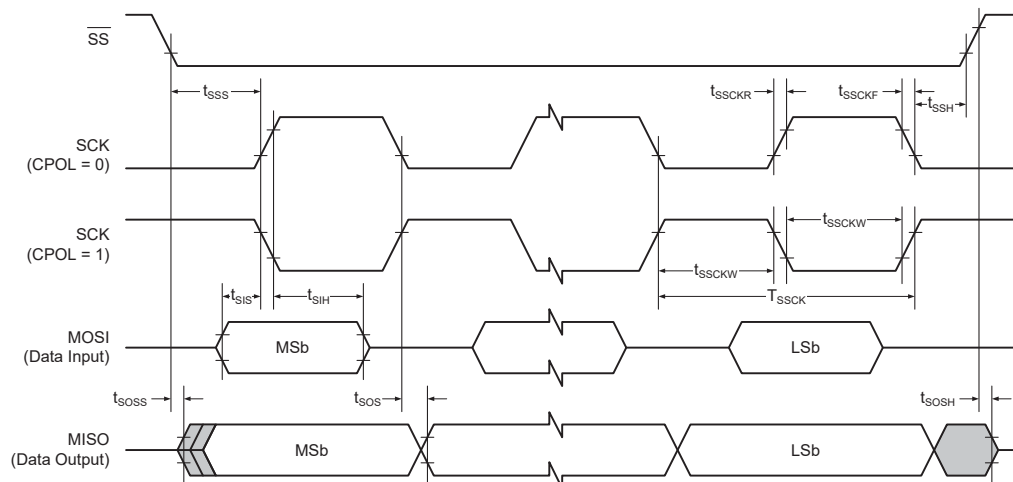 SS
tSSS
tSSCKR
tSSCKF
tSSH
SCK
(CPOL = 0)
SCK
(CPOL = 1)
tSSCKW
tSSCKW
TSSCK
tSIS
tSIH
MOSI
(Data Input)
MSb
LSb
tSOSS
tSOS
tSOSH
MISO
(Data Output)
MSb
LSb